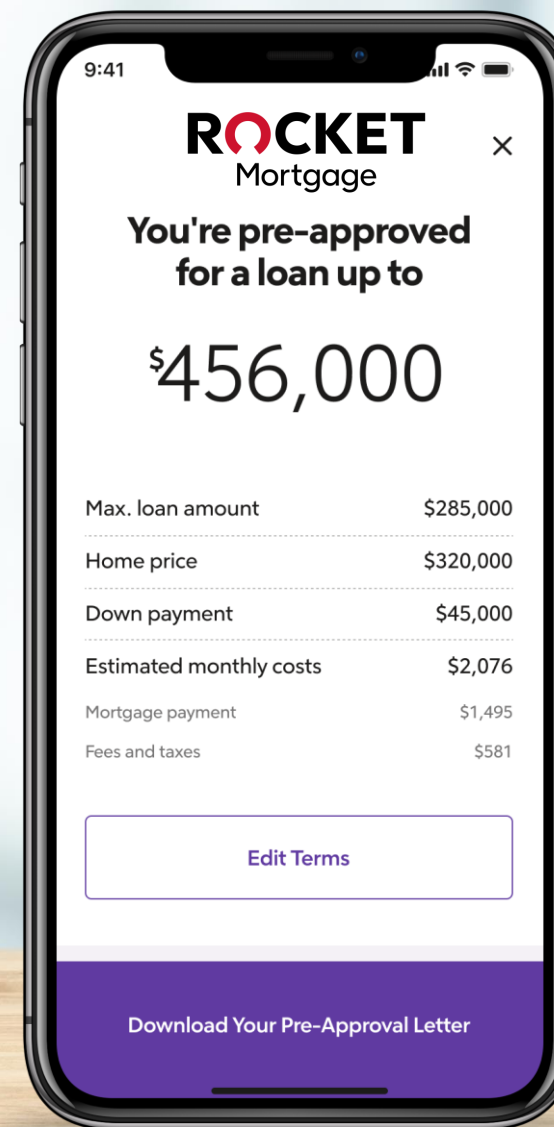 9:41
ROCKET
Mortgage
You're pre-approved
for a loan up to
$456,000
Max. loan amount $285,000
Home price $320,000
Down payment $45,000
Estimated monthly costs $2,076
Mortgage payment $1,495
Fees and taxes $581
Edit Terms
Download Your Pre-Approval Letter